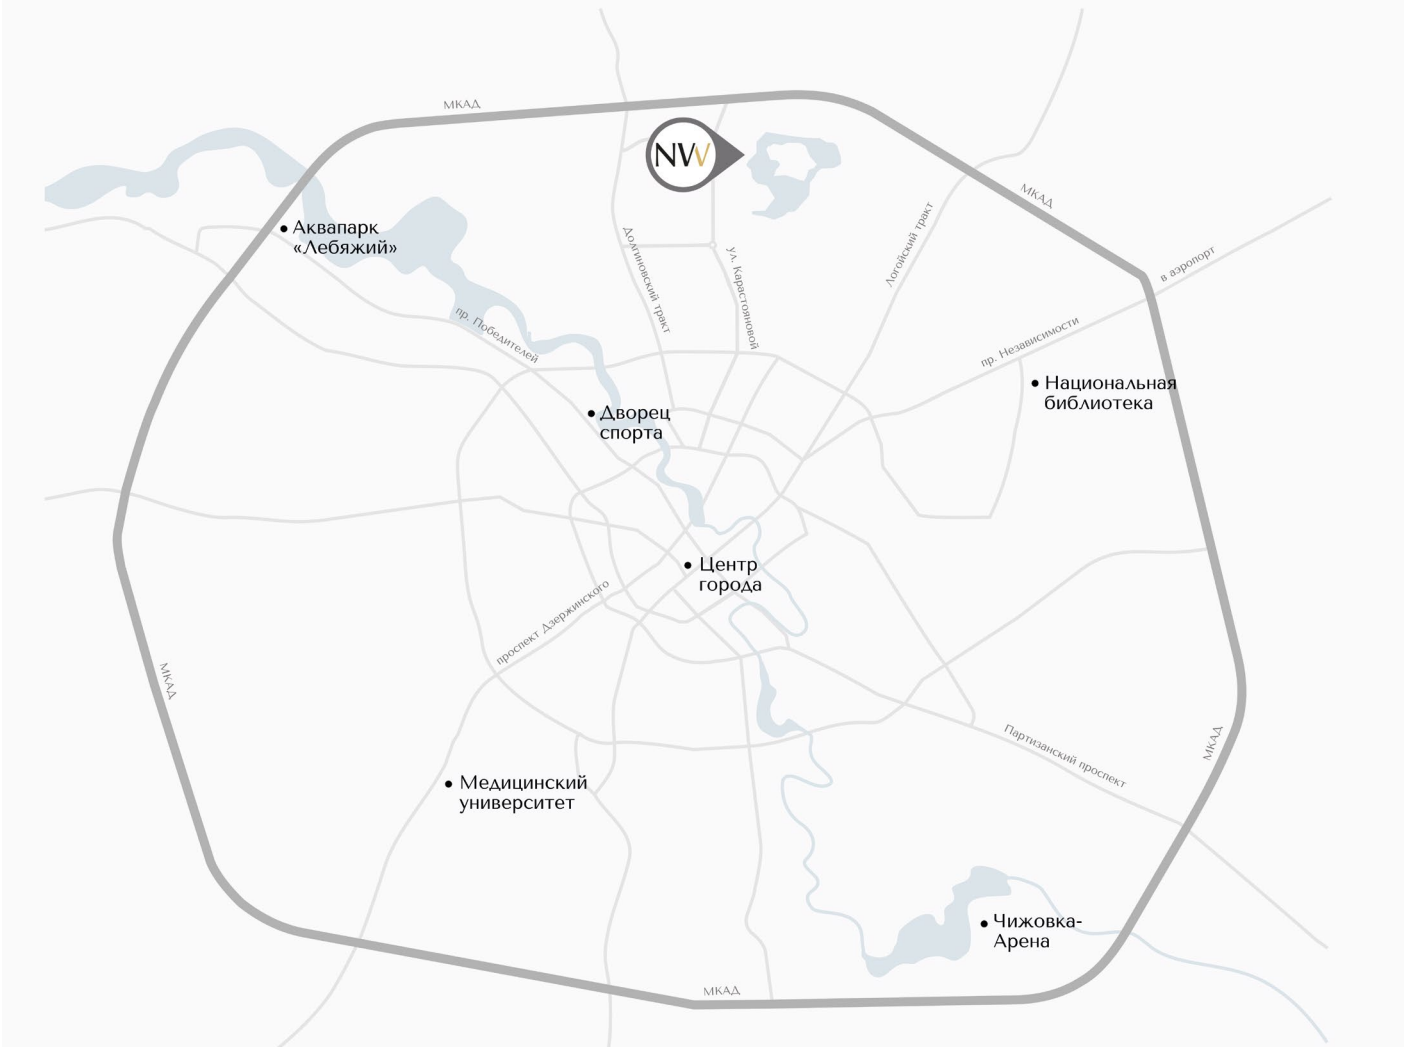 МКАД
NVV
МКАД
Аквапарк
«Лебяжий»
Долгиновский тракт
ул. Карастояновой
Логойский тракт
в аэропорт
пр. Победителей
пр. Независимости
Национальная
библиотека
Дворец
спорта
Центр
города
проспект Дзержинского
МКАД
Партизанский проспект
МКАД
Медицинский
университет
Чижовка-
Арена
МКАД